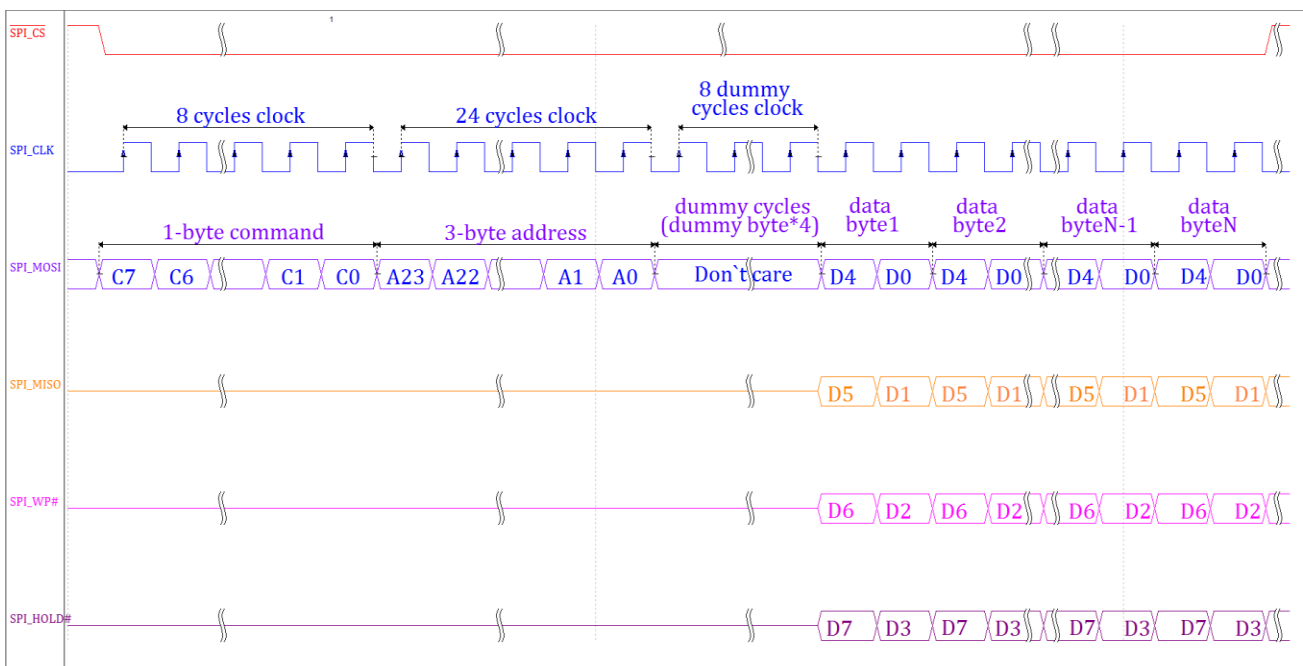 1
SPI_CS
8 cycles clock
24 cycles clock
8 dummy
cycles clock
SPI_CLK
1-byte command
3-byte address
dummy cycles
(dummy byte*4)
data
byte1
data
byte2
data
byteN-1
data
byteN
SPI_MOSI
C7 C6 C1 C0 A23 A22 A1 A0 Don`t care D4 D0 D4 D0 D4 D0 D4 D0
SPI_MISO
D5 D1 D5 D1 D5 D1 D5 D1
SPI_WP#
D6 D2 D6 D2 D6 D2 D6 D2
SPI_HOLD#
D7 D3 D7 D3 D7 D3 D7 D3